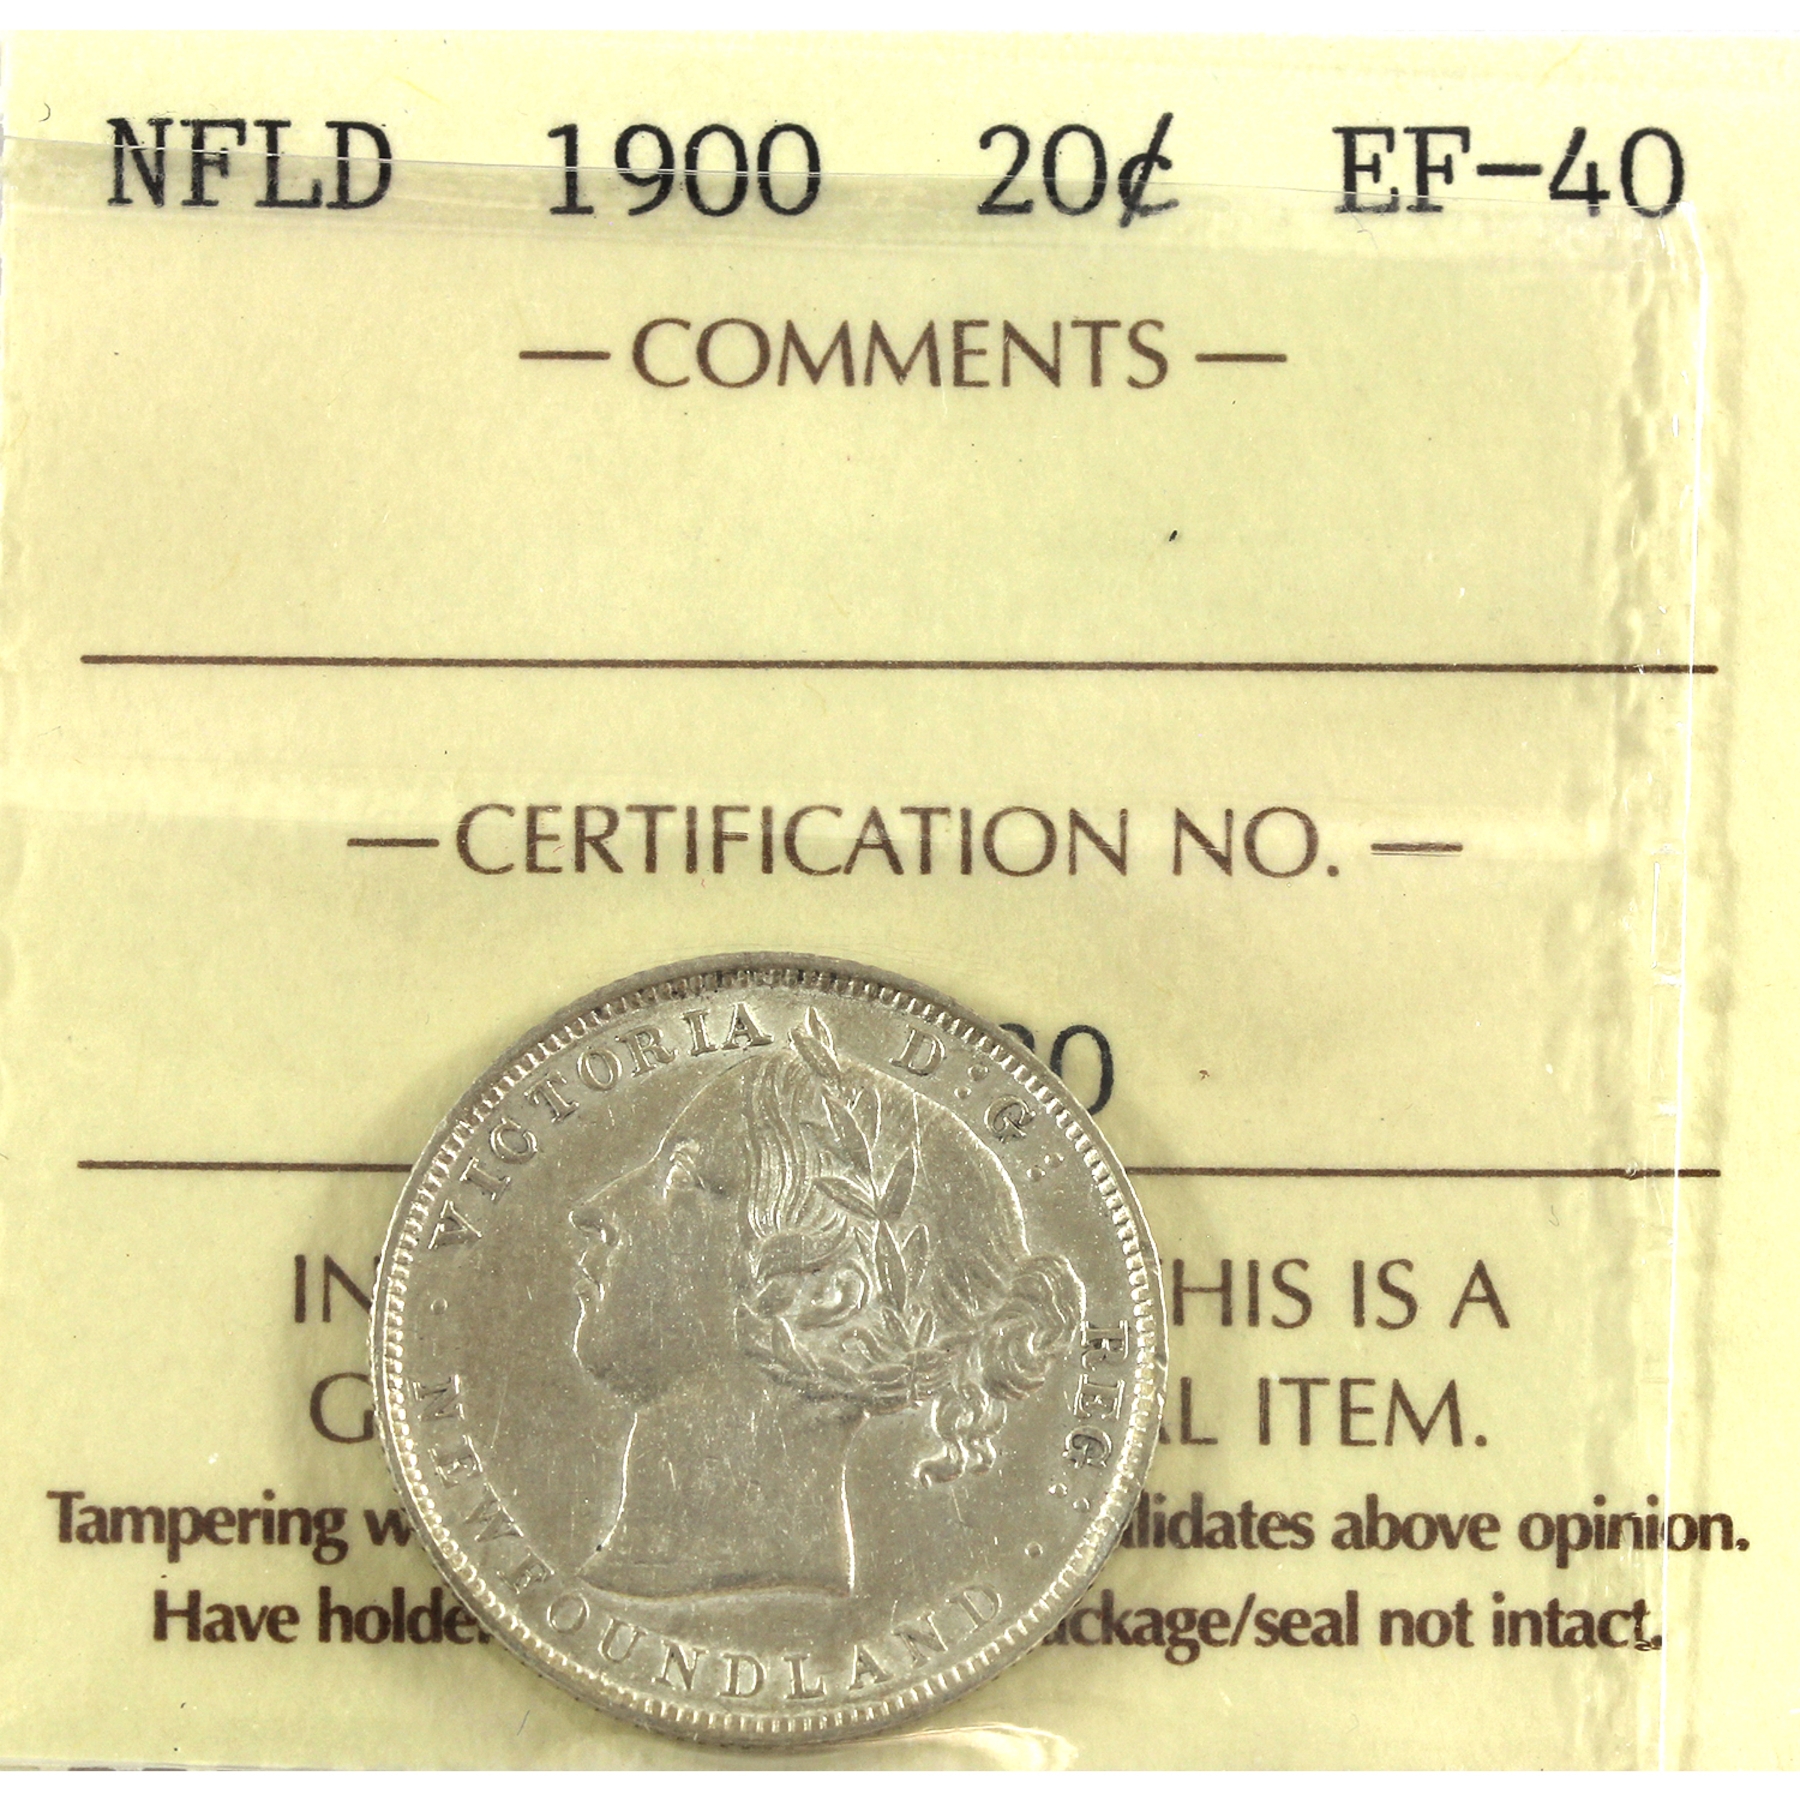 NFLD 1900 20¢ EF-40
— COMMENTS —
— CERTIFICATION NO. —
0
IN HIS IS A
G L ITEM.
Tampering w lidates above opinion.
Have holde ckage/seal not intact.
· VICTORIA D:G: REG: ·
NEWFOUNDLAND